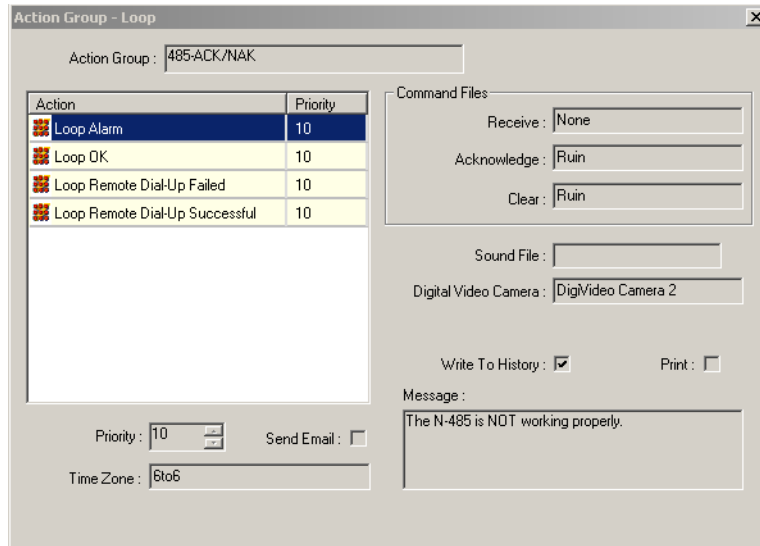 Action Group - Loop
Action Group : 485-ACK/NAK
Action Priority
Loop Alarm 10
Loop OK 10
Loop Remote Dial-Up Failed 10
Loop Remote Dial-Up Successful 10
Priority : 10 Send Email :
Time Zone : 6to6
Command Files
Receive : None
Acknowledge : Ruin
Clear : Ruin
Sound File :
Digital Video Camera : DigiVideo Camera 2
Write To History : Print :
Message :
The N-485 is NOT working properly.